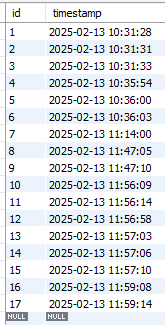 id timestamp
1 2025-02-13 10:31:28
2 2025-02-13 10:31:31
3 2025-02-13 10:31:33
4 2025-02-13 10:35:54
5 2025-02-13 10:36:00
6 2025-02-13 10:36:03
7 2025-02-13 11:14:00
8 2025-02-13 11:47:05
9 2025-02-13 11:47:10
10 2025-02-13 11:56:09
11 2025-02-13 11:56:14
12 2025-02-13 11:56:58
13 2025-02-13 11:57:03
14 2025-02-13 11:57:06
15 2025-02-13 11:57:10
16 2025-02-13 11:59:08
17 2025-02-13 11:59:14
NULL NULL